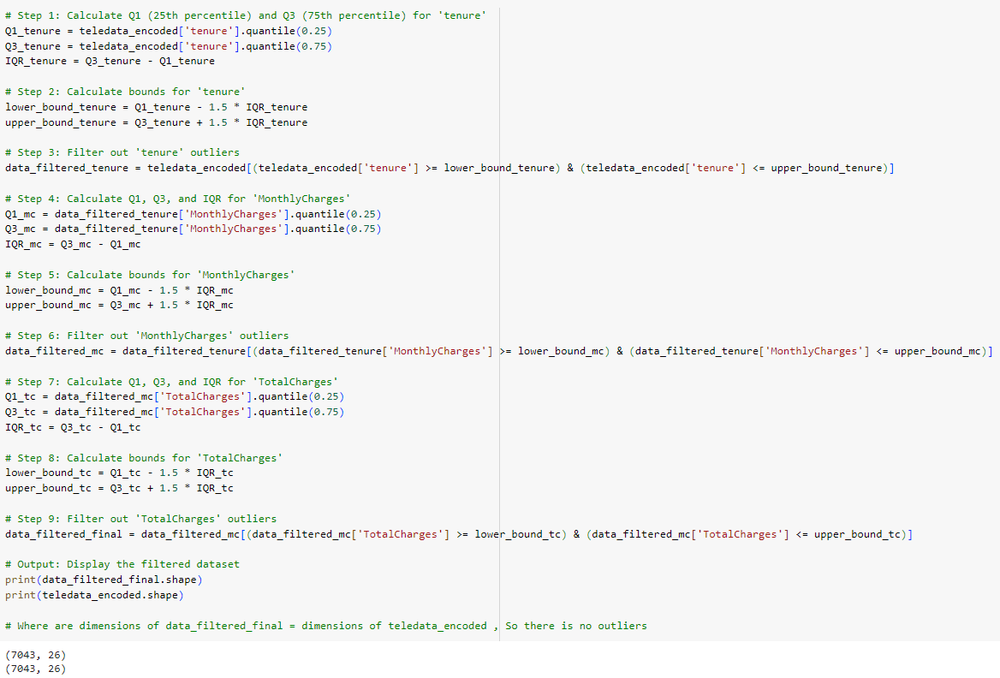 # Step 1: Calculate Q1 (25th percentile) and Q3 (75th percentile) for 'tenure'
Q1_tenure = teledata_encoded['tenure'].quantile(0.25)
Q3_tenure = teledata_encoded['tenure'].quantile(0.75)
IQR_tenure = Q3_tenure - Q1_tenure
# Step 2: Calculate bounds for 'tenure'
lower_bound_tenure = Q1_tenure - 1.5 * IQR_tenure
upper_bound_tenure = Q3_tenure + 1.5 * IQR_tenure
# Step 3: Filter out 'tenure' outliers
data_filtered_tenure = teledata_encoded[(teledata_encoded['tenure'] >= lower_bound_tenure) & (teledata_encoded['tenure'] <= upper_bound_tenure)]
# Step 4: Calculate Q1, Q3, and IQR for 'MonthlyCharges'
Q1_mc = data_filtered_tenure['MonthlyCharges'].quantile(0.25)
Q3_mc = data_filtered_tenure['MonthlyCharges'].quantile(0.75)
IQR_mc = Q3_mc - Q1_mc
# Step 5: Calculate bounds for 'MonthlyCharges'
lower_bound_mc = Q1_mc - 1.5 * IQR_mc
upper_bound_mc = Q3_mc + 1.5 * IQR_mc
# Step 6: Filter out 'MonthlyCharges' outliers
data_filtered_mc = data_filtered_tenure[(data_filtered_tenure['MonthlyCharges'] >= lower_bound_mc) & (data_filtered_tenure['MonthlyCharges'] <= upper_bound_mc)]
# Step 7: Calculate Q1, Q3, and IQR for 'TotalCharges'
Q1_tc = data_filtered_mc['TotalCharges'].quantile(0.25)
Q3_tc = data_filtered_mc['TotalCharges'].quantile(0.75)
IQR_tc = Q3_tc - Q1_tc
# Step 8: Calculate bounds for 'TotalCharges'
lower_bound_tc = Q1_tc - 1.5 * IQR_tc
upper_bound_tc = Q3_tc + 1.5 * IQR_tc
# Step 9: Filter out 'TotalCharges' outliers
data_filtered_final = data_filtered_mc[(data_filtered_mc['TotalCharges'] >= lower_bound_tc) & (data_filtered_mc['TotalCharges'] <= upper_bound_tc)]
# Output: Display the filtered dataset
print(data_filtered_final.shape)
print(teledata_encoded.shape)
# Where are dimensions of data_filtered_final = dimensions of teledata_encoded , So there is no outliers
(7043, 26)
(7043, 26)